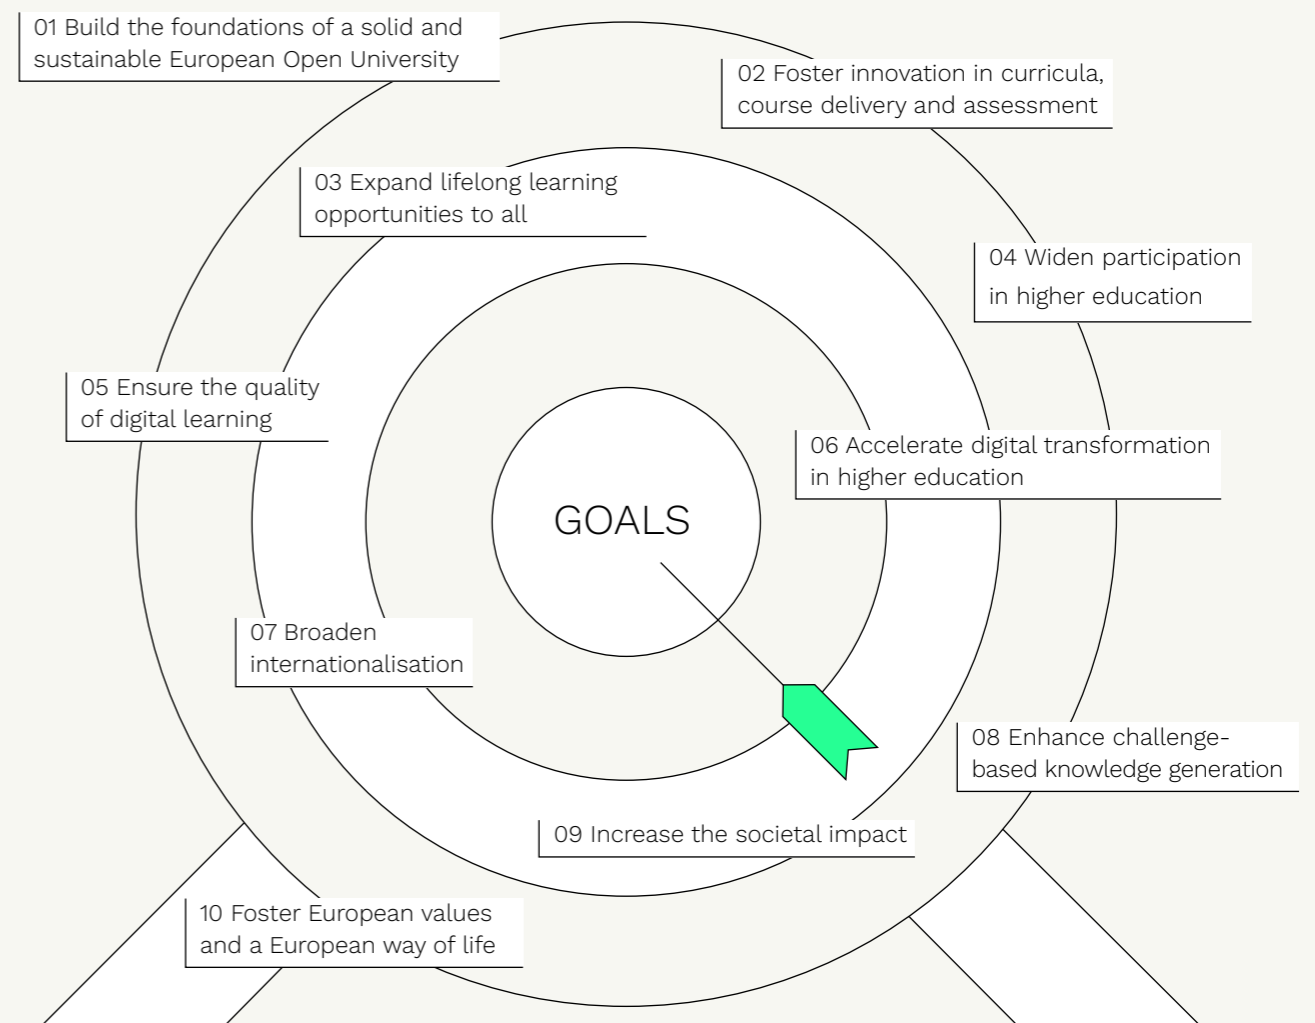 01 Build the foundations of a solid and
sustainable European Open University
02 Foster innovation in curricula,
course delivery and assessment
03 Expand lifelong learning
opportunities to all
04 Widen participation
in higher education
05 Ensure the quality
of digital learning
06 Accelerate digital transformation
in higher education
GOALS
07 Broaden
internationalisation
08 Enhance challenge-
based knowledge generation
09 Increase the societal impact
10 Foster European values
and a European way of life